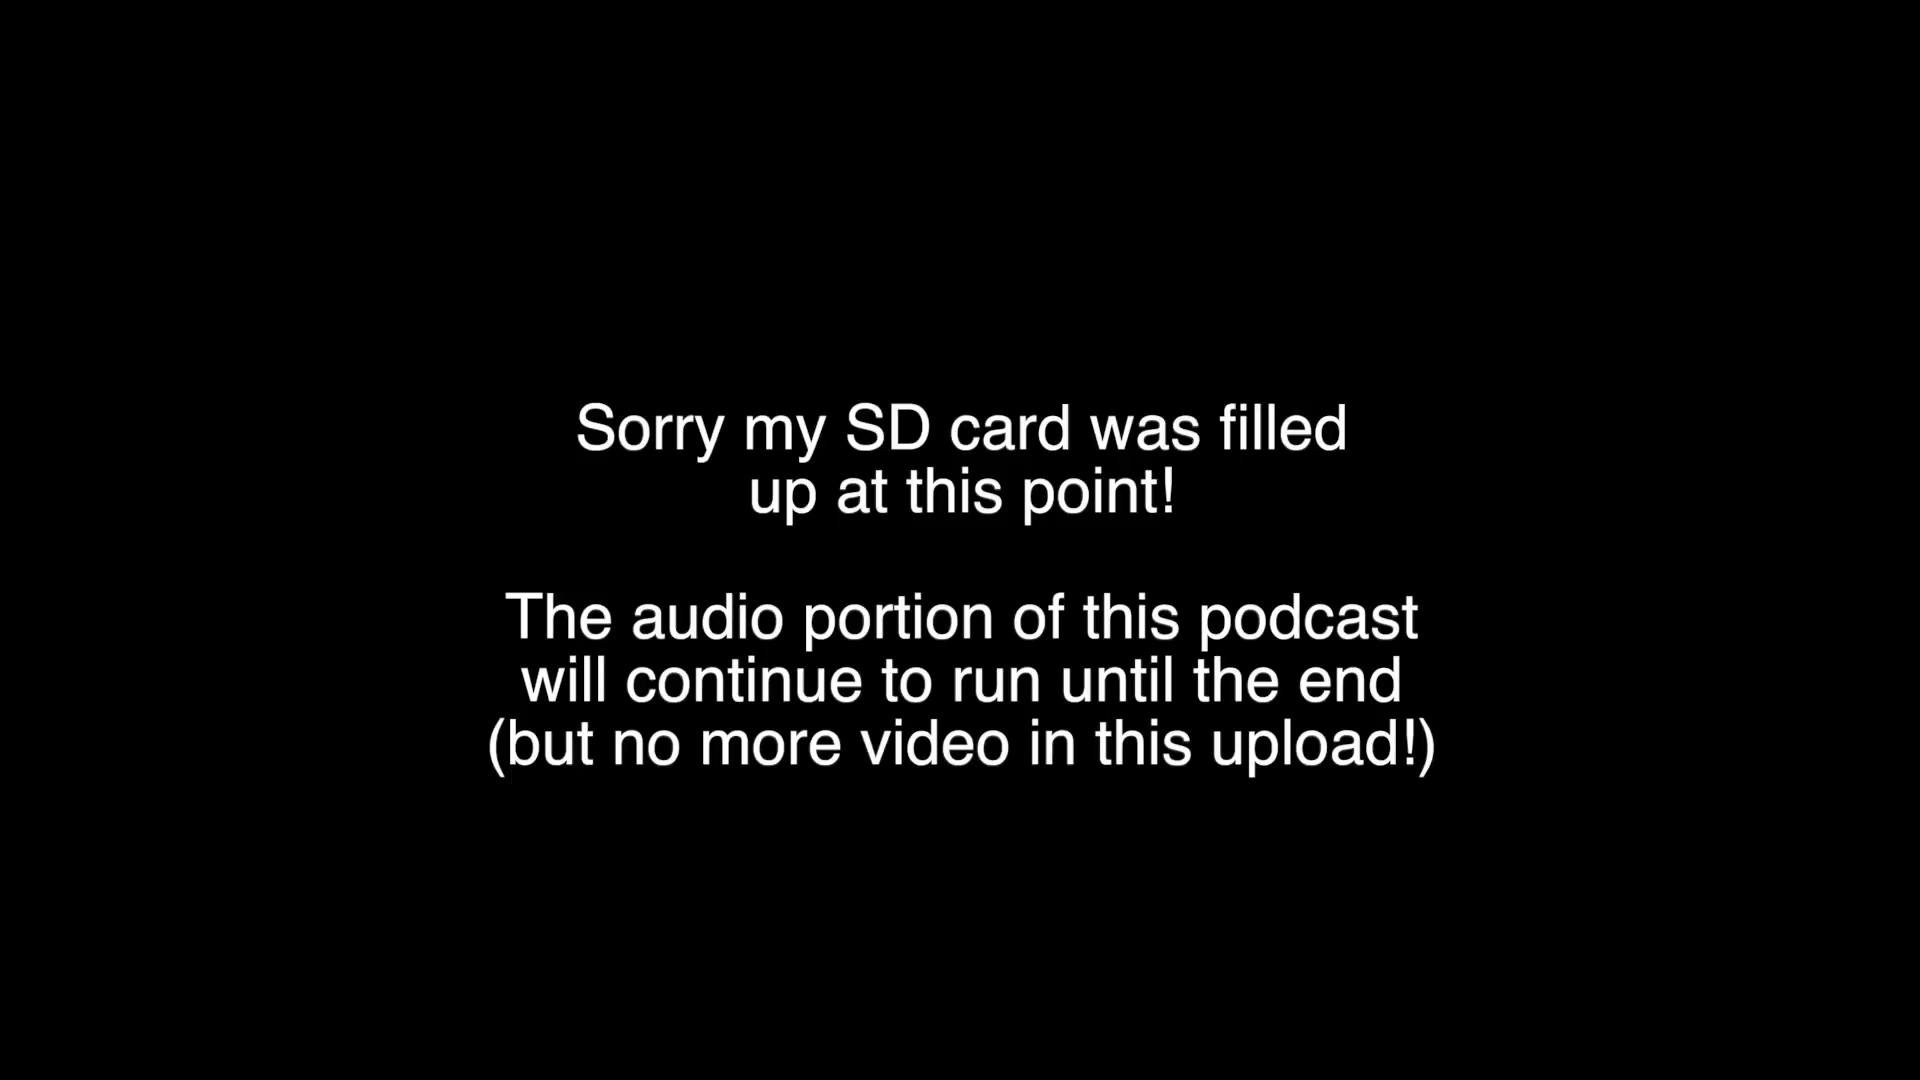 Sorry my SD card was filled
up at this point!
The audio portion of this podcast
will continue to run until the end
(but no more video in this upload!)